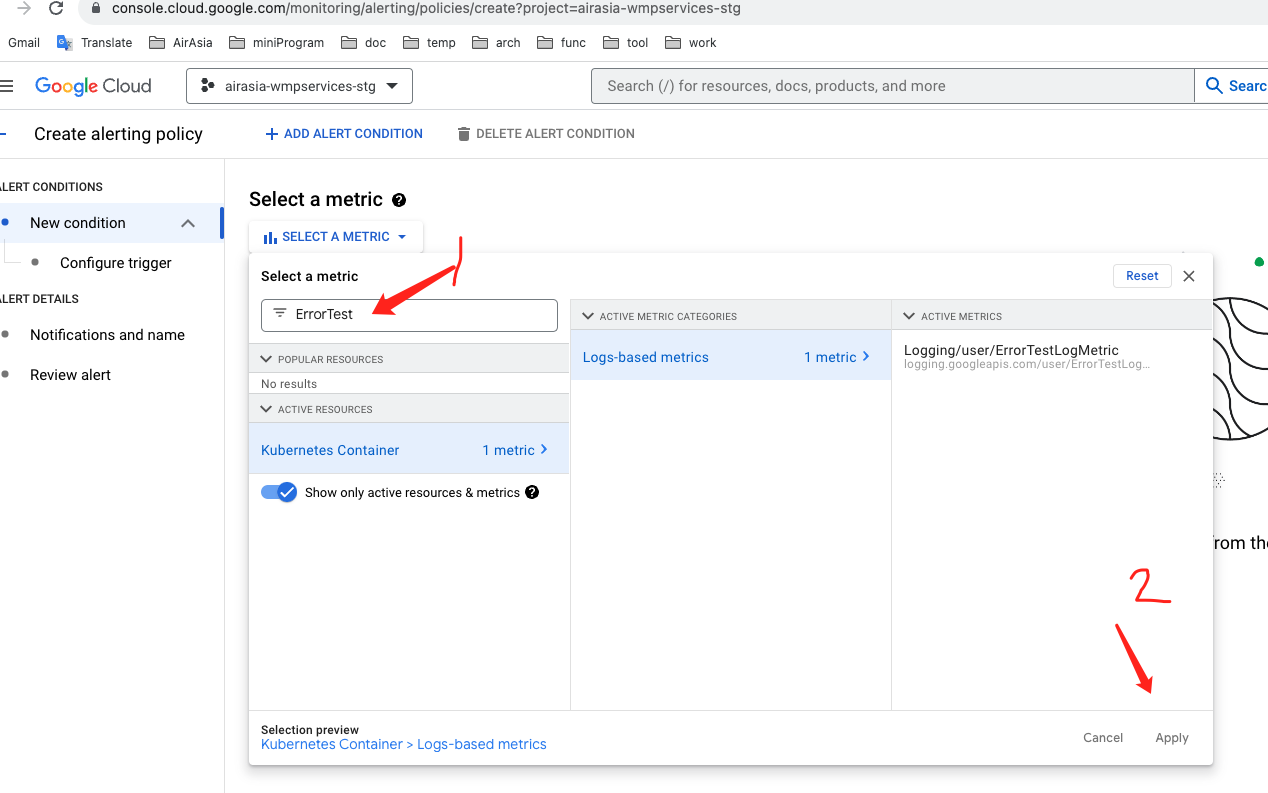 console.cloud.google.com/monitoring/alerting/policies/create?project=airasia-wmpservices-stg
Gmail Translate AirAsia miniProgram doc temp arch func tool work
Google Cloud airasia-wmpservices-stg Search (/) for resources, docs, products, and more Searc
Create alerting policy ADD ALERT CONDITION DELETE ALERT CONDITION
ALERT CONDITIONS
Select a metric
New condition
SELECT A METRIC
1
Configure trigger
Select a metric Reset
ALERT DETAILS
ErrorTest
ACTIVE METRIC CATEGORIES ACTIVE METRICS
Notifications and name
POPULAR RESOURCES
Logs-based metrics 1 metric
Logging/user/ErrorTestLogMetric
logging.googleapis.com/user/ErrorTestLog...
Review alert
No results
ACTIVE RESOURCES
Kubernetes Container 1 metric
Show only active resources & metrics
from the
2
Selection preview
Kubernetes Container > Logs-based metrics
Cancel Apply